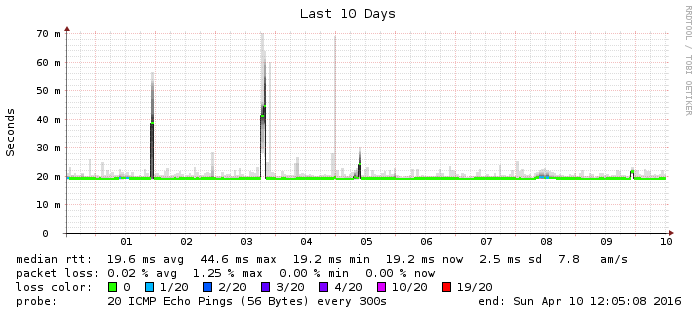 Last 10 Days
RRDTOOL / TOBI OETIKER
Seconds
70 m
60 m
50 m
40 m
30 m
20 m
10 m
0
01 02 03 04 05 06 07 08 09 10
median rtt: 19.6 ms avg 44.6 ms max 19.2 ms min 19.2 ms now 2.5 ms sd 7.8 am/s
packet loss: 0.02 % avg 1.25 % max 0.00 % min 0.00 % now
loss color: 0 1/20 2/20 3/20 4/20 10/20 19/20
probe: 20 ICMP Echo Pings (56 Bytes) every 300s end: Sun Apr 10 12:05:08 2016